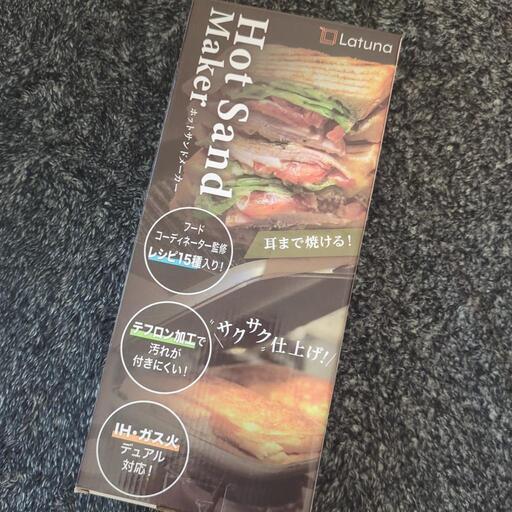 Latuna
Hot Sand
Maker
ホットサンドメーカー
フード
コーディネーター監修
レシピ15種入り!
耳まで焼ける!
テフロン加工で
汚れが
付きにくい!
サクサク仕上げ!
IH・ガス火
デュアル
対応!